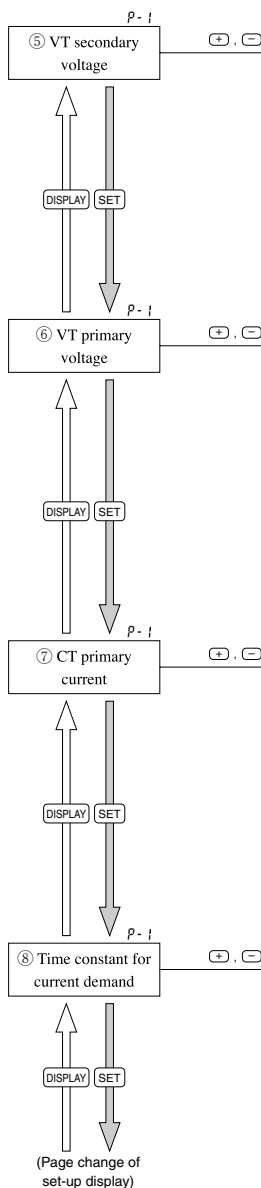 P-1
⑤ VT secondary
voltage
+ , −
DISPLAY SET
P-1
⑥ VT primary
voltage
+ , −
DISPLAY SET
P-1
⑦ CT primary
current
+ , −
DISPLAY SET
P-1
⑧ Time constant for
current demand
+ , −
DISPLAY SET
(Page change of
set-up display)